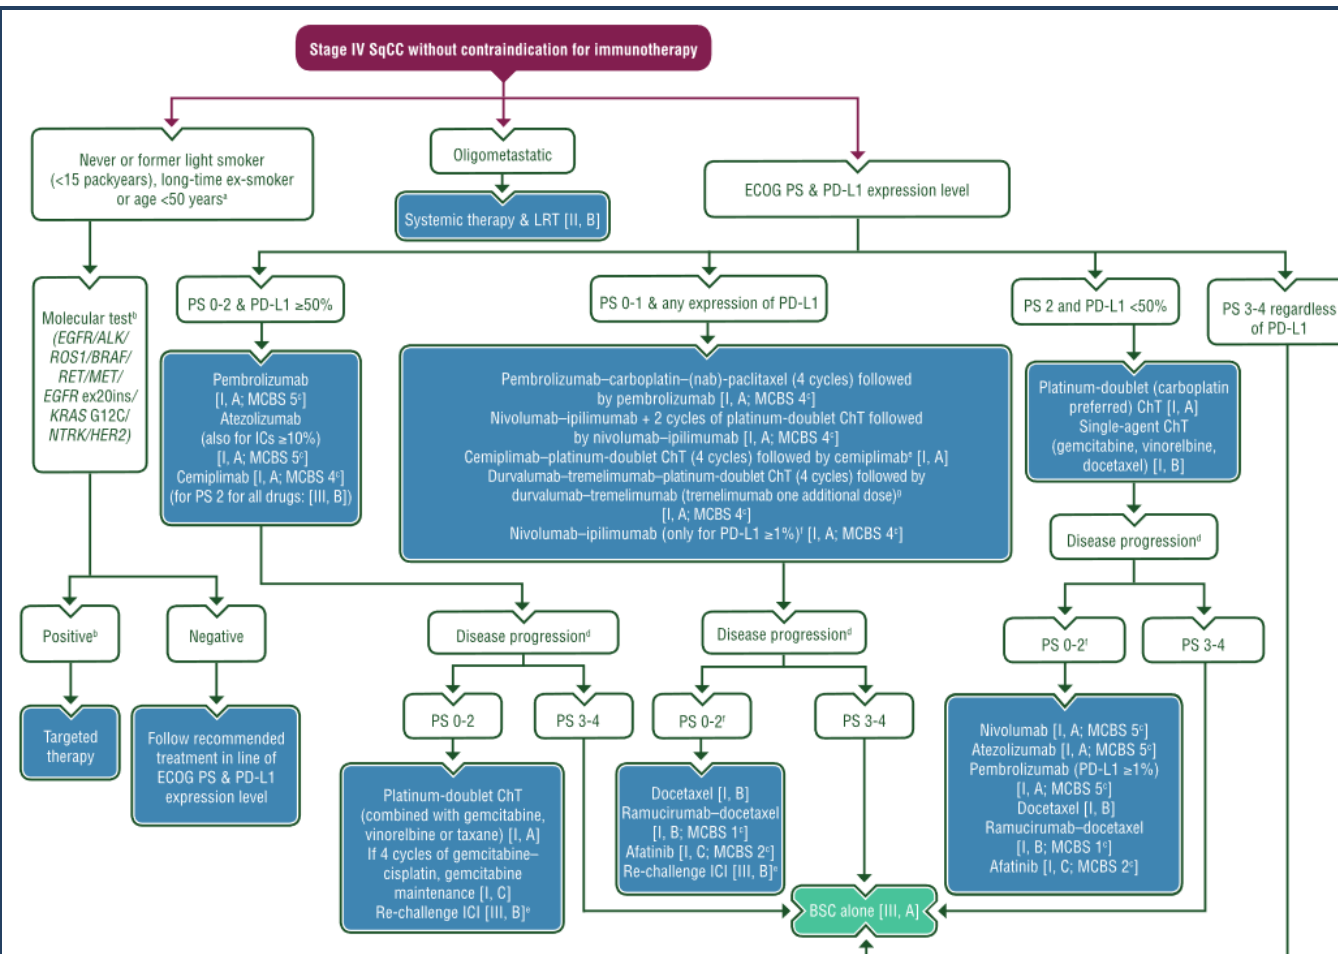 Stage IV SqCC without contraindication for immunotherapy
Never or former light smoker
(<15 packyears), long-time ex-smoker
or age <50 yearsª
Oligometastatic
Systemic therapy & LRT [II, B]
ECOG PS & PD-L1 expression level
Molecular testᵇ
(EGFR/ALK/
ROS1/BRAF/
RET/MET/
EGFR ex20ins/
KRAS G12C/
NTRK/HER2)
PS 0-2 & PD-L1 ≥50%
Pembrolizumab
[I, A; MCBS 5ᶜ]
Atezolizumab
(also for ICs ≥10%)
[I, A; MCBS 5ᶜ]
Cemiplimab [I, A; MCBS 4ᶜ]
(for PS 2 for all drugs: [III, B])
PS 0-1 & any expression of PD-L1
Pembrolizumab–carboplatin–(nab)-paclitaxel (4 cycles) followed
by pembrolizumab [I, A; MCBS 4ᶜ]
Nivolumab–ipilimumab + 2 cycles of platinum-doublet ChT followed
by nivolumab–ipilimumab [I, A; MCBS 4ᶜ]
Cemiplimab–platinum-doublet ChT (4 cycles) followed by cemiplimabᵉ [I, A]
Durvalumab–tremelimumab–platinum-doublet ChT (4 cycles) followed by
durvalumab–tremelimumab (tremelimumab one additional dose)ᵍ
[I, A; MCBS 4ᶜ]
Nivolumab–ipilimumab (only for PD-L1 ≥1%)ᶠ [I, A; MCBS 4ᶜ]
PS 2 and PD-L1 <50%
Platinum-doublet (carboplatin
preferred) ChT [I, A]
Single-agent ChT
(gemcitabine, vinorelbine,
docetaxel) [I, B]
PS 3-4 regardless
of PD-L1
Positiveᵇ
Negative
Targeted
therapy
Follow recommended
treatment in line of
ECOG PS & PD-L1
expression level
Disease progressionᵈ
PS 0-2
PS 3-4
Platinum-doublet ChT
(combined with gemcitabine,
vinorelbine or taxane) [I, A]
If 4 cycles of gemcitabine–
cisplatin, gemcitabine
maintenance [I, C]
Re-challenge ICI [III, B]ᵉ
Disease progressionᵈ
PS 0-2ᶠ
PS 3-4
Docetaxel [I, B]
Ramucirumab–docetaxel
[I, B; MCBS 1ᶜ]
Afatinib [I, C; MCBS 2ᶜ]
Re-challenge ICI [III, B]ᵉ
Disease progressionᵈ
PS 0-2ᶠ
PS 3-4
Nivolumab [I, A; MCBS 5ᶜ]
Atezolizumab [I, A; MCBS 5ᶜ]
Pembrolizumab (PD-L1 ≥1%)
[I, A; MCBS 5ᶜ]
Docetaxel [I, B]
Ramucirumab–docetaxel
[I, B; MCBS 1ᶜ]
Afatinib [I, C; MCBS 2ᶜ]
BSC alone [III, A]